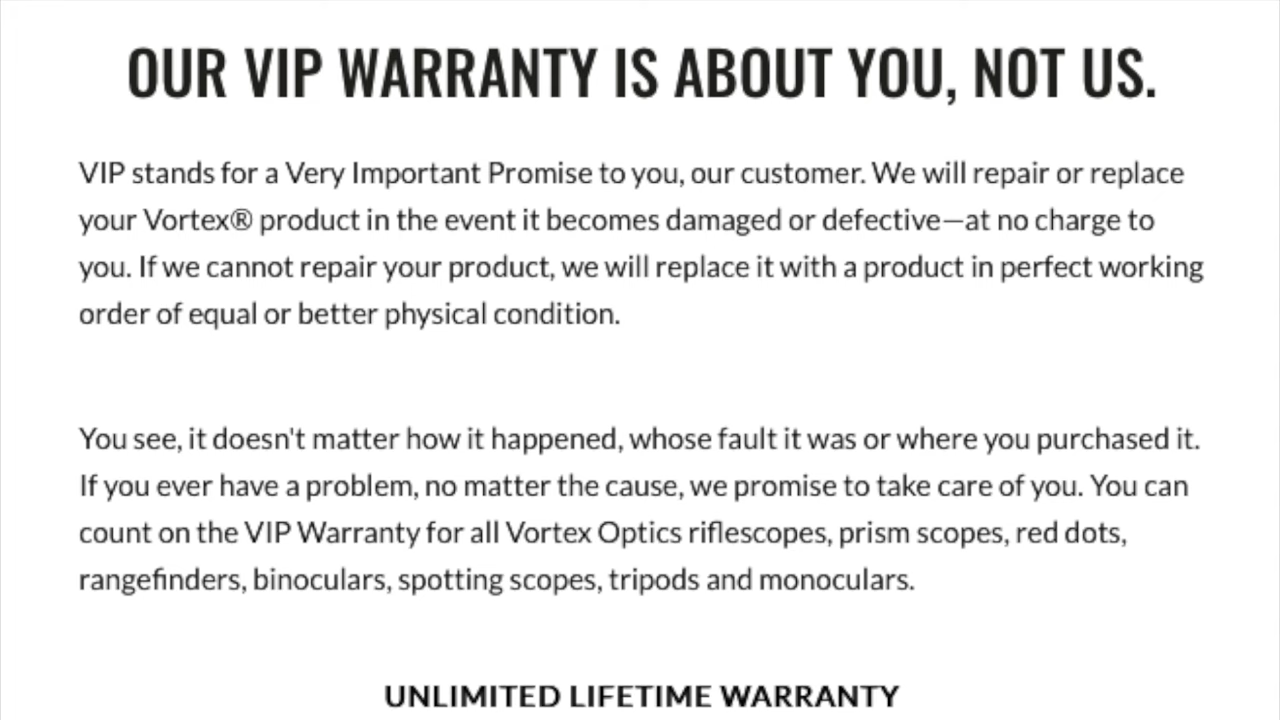 OUR VIP WARRANTY IS ABOUT YOU, NOT US.
VIP stands for a Very Important Promise to you, our customer. We will repair or replace
your Vortex® product in the event it becomes damaged or defective—at no charge to
you. If we cannot repair your product, we will replace it with a product in perfect working
order of equal or better physical condition.
You see, it doesn't matter how it happened, whose fault it was or where you purchased it.
If you ever have a problem, no matter the cause, we promise to take care of you. You can
count on the VIP Warranty for all Vortex Optics riflescopes, prism scopes, red dots,
rangefinders, binoculars, spotting scopes, tripods and monoculars.
UNLIMITED LIFETIME WARRANTY